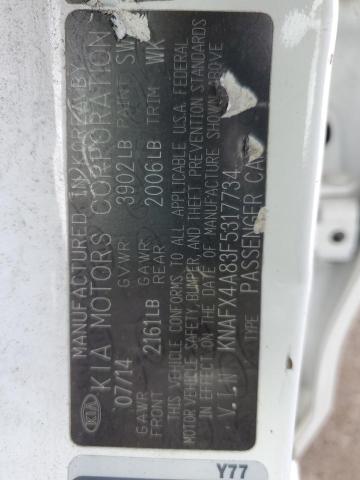 MANUFACTURED IN KOREA BY
KIA KIA MOTORS CORPORATION
07/14 GVWR 3902LB PAINT SW
GAWR FRONT 2161LB GAWR REAR 2006LB TRIM WK
THIS VEHICLE CONFORMS TO ALL APPLICABLE U.S.A. FEDERAL
MOTOR VEHICLE SAFETY, BUMPER, AND THEFT PREVENTION STANDARDS
IN EFFECT ON THE DATE OF MANUFACTURE SHOWN ABOVE
V.I.N KNAFX4A83F5317734
TYPE PASSENGER CAR
Y77